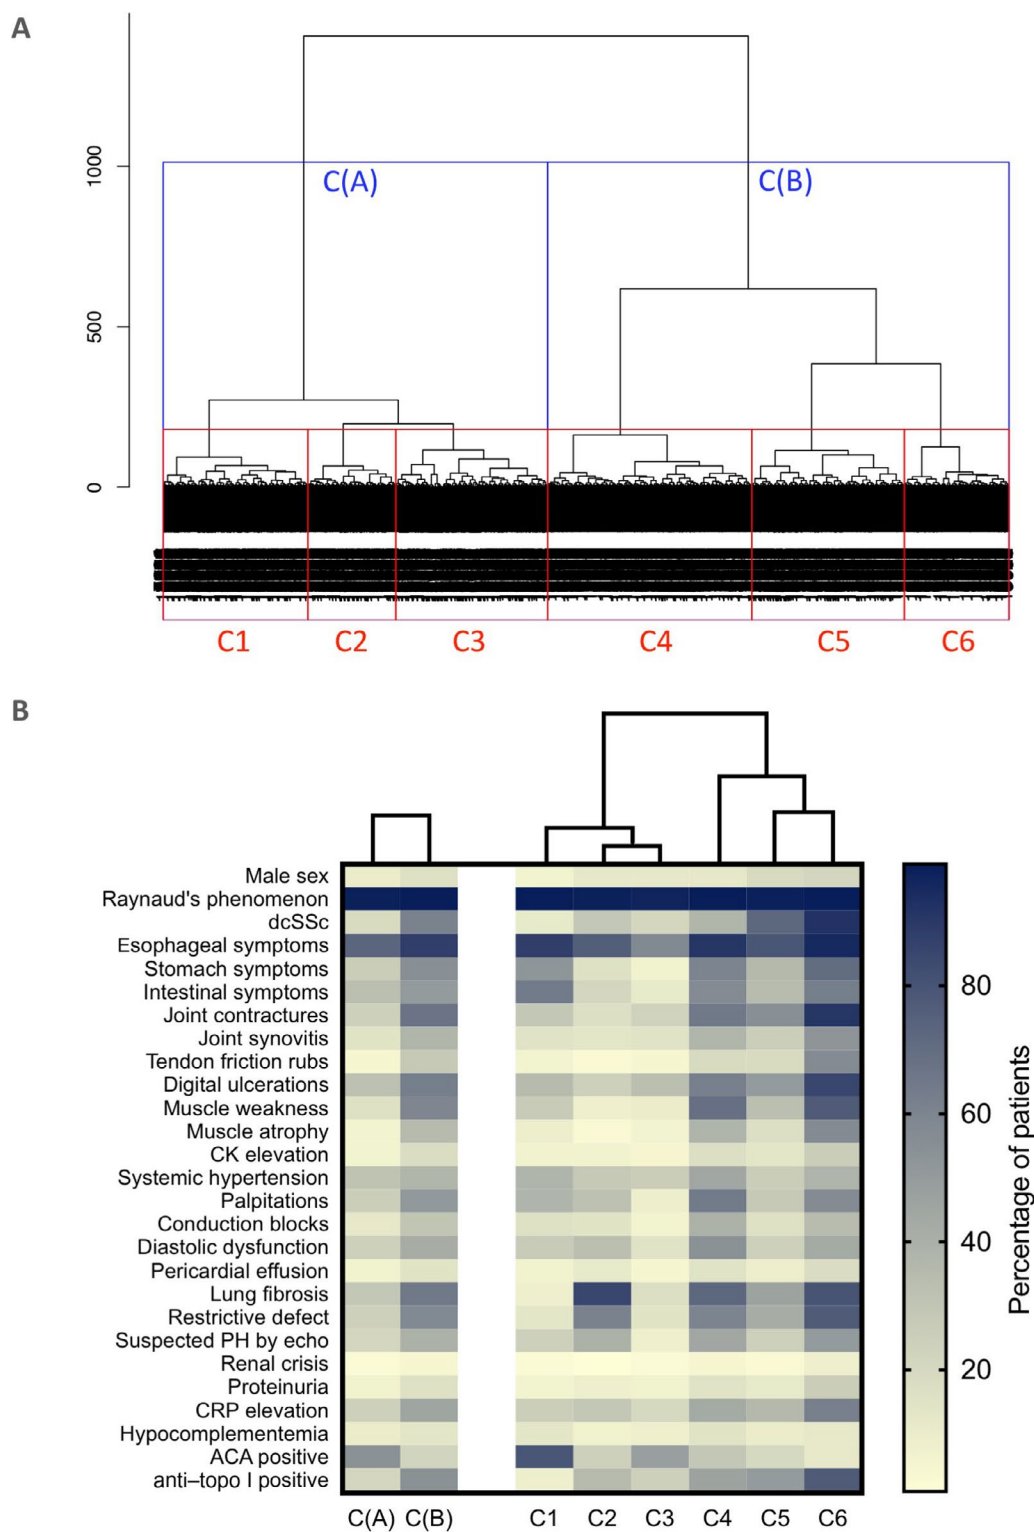 A
1000
500
0
C(A)
C(B)
C1 C2 C3 C4 C5 C6
B
Male sex
Raynaud's phenomenon
dcSSc
Esophageal symptoms
Stomach symptoms
Intestinal symptoms
Joint contractures
Joint synovitis
Tendon friction rubs
Digital ulcerations
Muscle weakness
Muscle atrophy
CK elevation
Systemic hypertension
Palpitations
Conduction blocks
Diastolic dysfunction
Pericardial effusion
Lung fibrosis
Restrictive defect
Suspected PH by echo
Renal crisis
Proteinuria
CRP elevation
Hypocomplementemia
ACA positive
anti–topo I positive
C(A) C(B) C1 C2 C3 C4 C5 C6
80
60
40
20
Percentage of patients